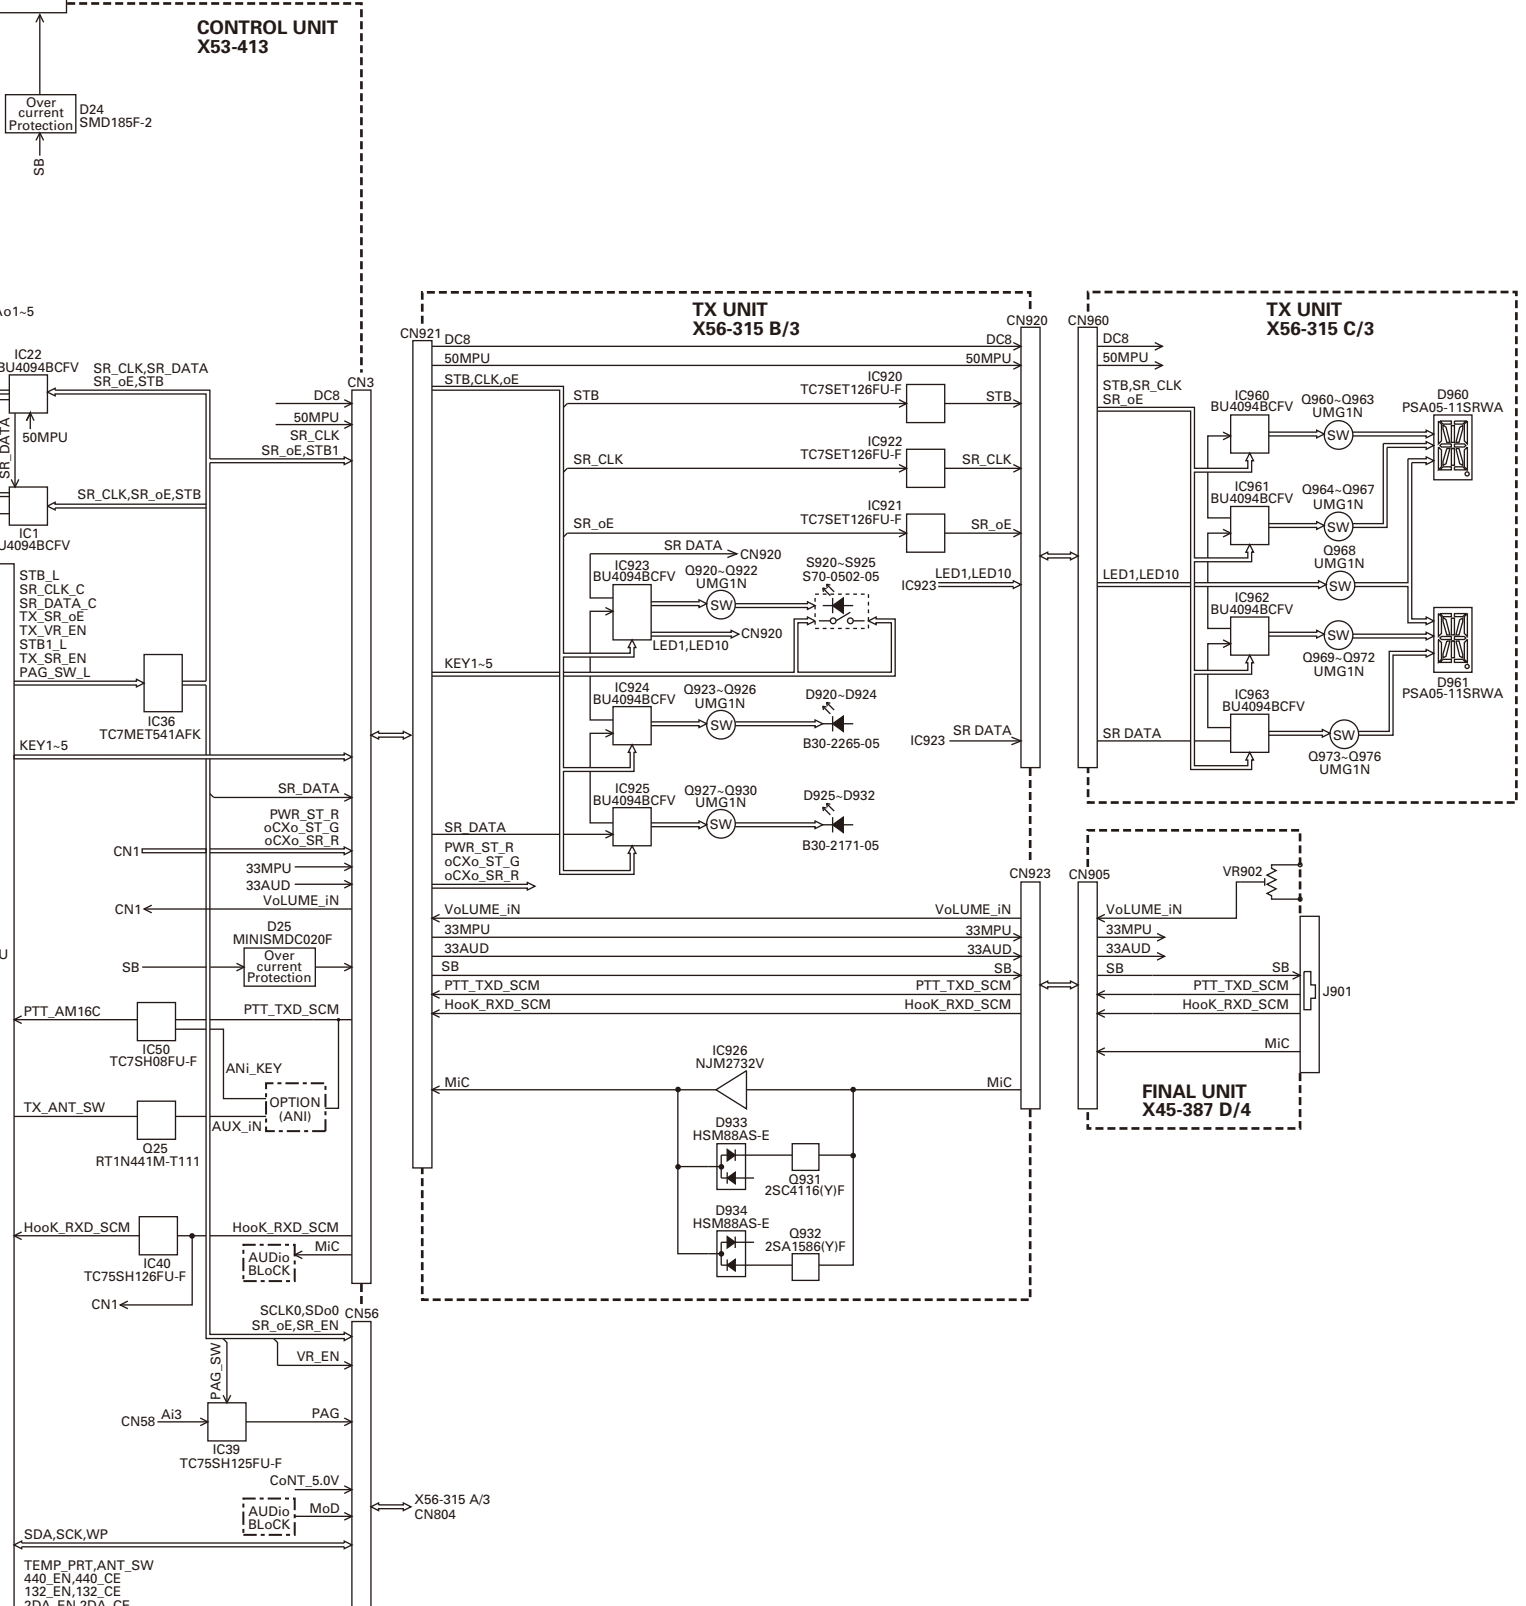 CONTROL UNIT
X53-413
Over
current
Protection
D24
SMD185F-2
SB
o1~5
IC22
BU4094BCFV
SR_CLK,SR_DATA
SR_oE,STB
50MPU
SR_DATA
SR_CLK,SR_oE,STB
IC1
U4094BCFV
STB_L
SR_CLK_C
SR_DATA_C
TX_SR_oE
TX_VR_EN
STB1_L
TX_SR_EN
PAG_SW_L
IC36
TC7MET541AFK
KEY1~5
CN3
DC8
50MPU
SR_CLK
SR_oE,STB1
SR_DATA
PWR_ST_R
oCXo_ST_G
oCXo_SR_R
CN1
33MPU
33AUD
VoLUME_iN
CN1
D25
MINISMDC020F
Over
current
Protection
SB
U
PTT_AM16C
PTT_TXD_SCM
IC50
TC7SH08FU-F
ANi_KEY
OPTION
(ANI)
TX_ANT_SW
AUX_iN
Q25
RT1N441M-T111
HooK_RXD_SCM
HooK_RXD_SCM
IC40
TC75SH126FU-F
MiC
AUDio
BLoCK
CN1
SCLK0,SDo0
SR_oE,SR_EN
CN56
VR_EN
PAG_SW
CN58
Ai3
PAG
IC39
TC75SH125FU-F
CoNT_5.0V
AUDio
BLoCK
MoD
X56-315 A/3
CN804
SDA,SCK,WP
TEMP_PRT,ANT_SW
440_EN,440_CE
132_EN,132_CE
2DA_EN,2DA_CE
TX UNIT
X56-315 B/3
CN921
CN920
DC8
DC8
50MPU
50MPU
STB,CLK,oE
STB
IC920
TC7SET126FU-F
STB
SR_CLK
IC922
TC7SET126FU-F
SR_CLK
SR_oE
IC921
TC7SET126FU-F
SR_oE
SR DATA
CN920
IC923
BU4094BCFV
Q920~Q922
UMG1N
SW
S920~S925
S70-0502-05
IC923
LED1,LED10
CN920
LED1,LED10
KEY1~5
IC924
BU4094BCFV
Q923~Q926
UMG1N
SW
D920~D924
B30-2265-05
IC923
SR DATA
IC925
BU4094BCFV
Q927~Q930
UMG1N
SW
D925~D932
B30-2171-05
SR_DATA
PWR_ST_R
oCXo_ST_G
oCXo_SR_R
CN923
VoLUME_iN
VoLUME_iN
33MPU
33MPU
33AUD
33AUD
SB
SB
PTT_TXD_SCM
PTT_TXD_SCM
HooK_RXD_SCM
HooK_RXD_SCM
IC926
NJM2732V
MiC
MiC
D933
HSM88AS-E
Q931
2SC4116(Y)F
D934
HSM88AS-E
Q932
2SA1586(Y)F
TX UNIT
X56-315 C/3
CN960
DC8
50MPU
STB,SR_CLK
SR_oE
IC960
BU4094BCFV
Q960~Q963
UMG1N
SW
D960
PSA05-11SRWA
IC961
BU4094BCFV
Q964~Q967
UMG1N
SW
Q968
UMG1N
LED1,LED10
SW
IC962
BU4094BCFV
SW
Q969~Q972
UMG1N
D961
PSA05-11SRWA
IC963
BU4094BCFV
SR DATA
SW
Q973~Q976
UMG1N
CN905
VR902
VoLUME_iN
33MPU
33AUD
SB
SB
PTT_TXD_SCM
HooK_RXD_SCM
J901
MiC
FINAL UNIT
X45-387 D/4